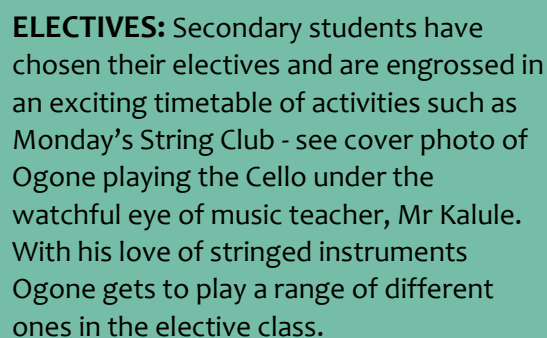 ELECTIVES: Secondary students have
chosen their electives and are engrossed in
an exciting timetable of activities such as
Monday’s String Club - see cover photo of
Ogone playing the Cello under the
watchful eye of music teacher, Mr Kalule.
With his love of stringed instruments
Ogone gets to play a range of different
ones in the elective class.